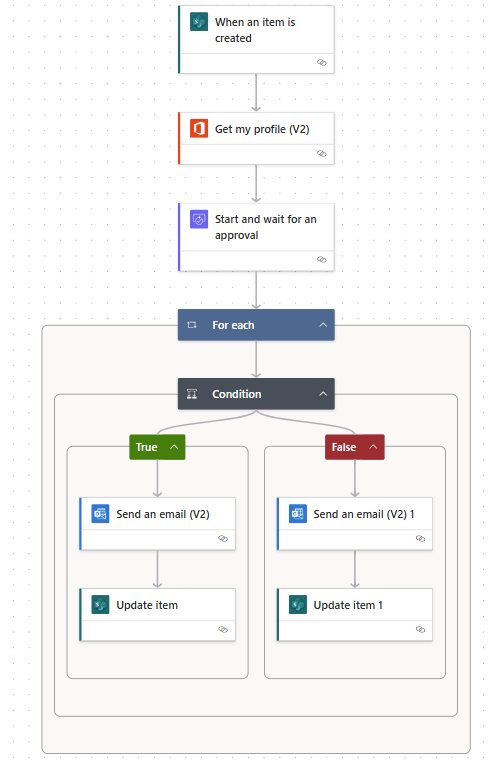 When an item is
created
Get my profile (V2)
Start and wait for an
approval
For each
Condition
True
False
Send an email (V2)
Send an email (V2) 1
Update item
Update item 1